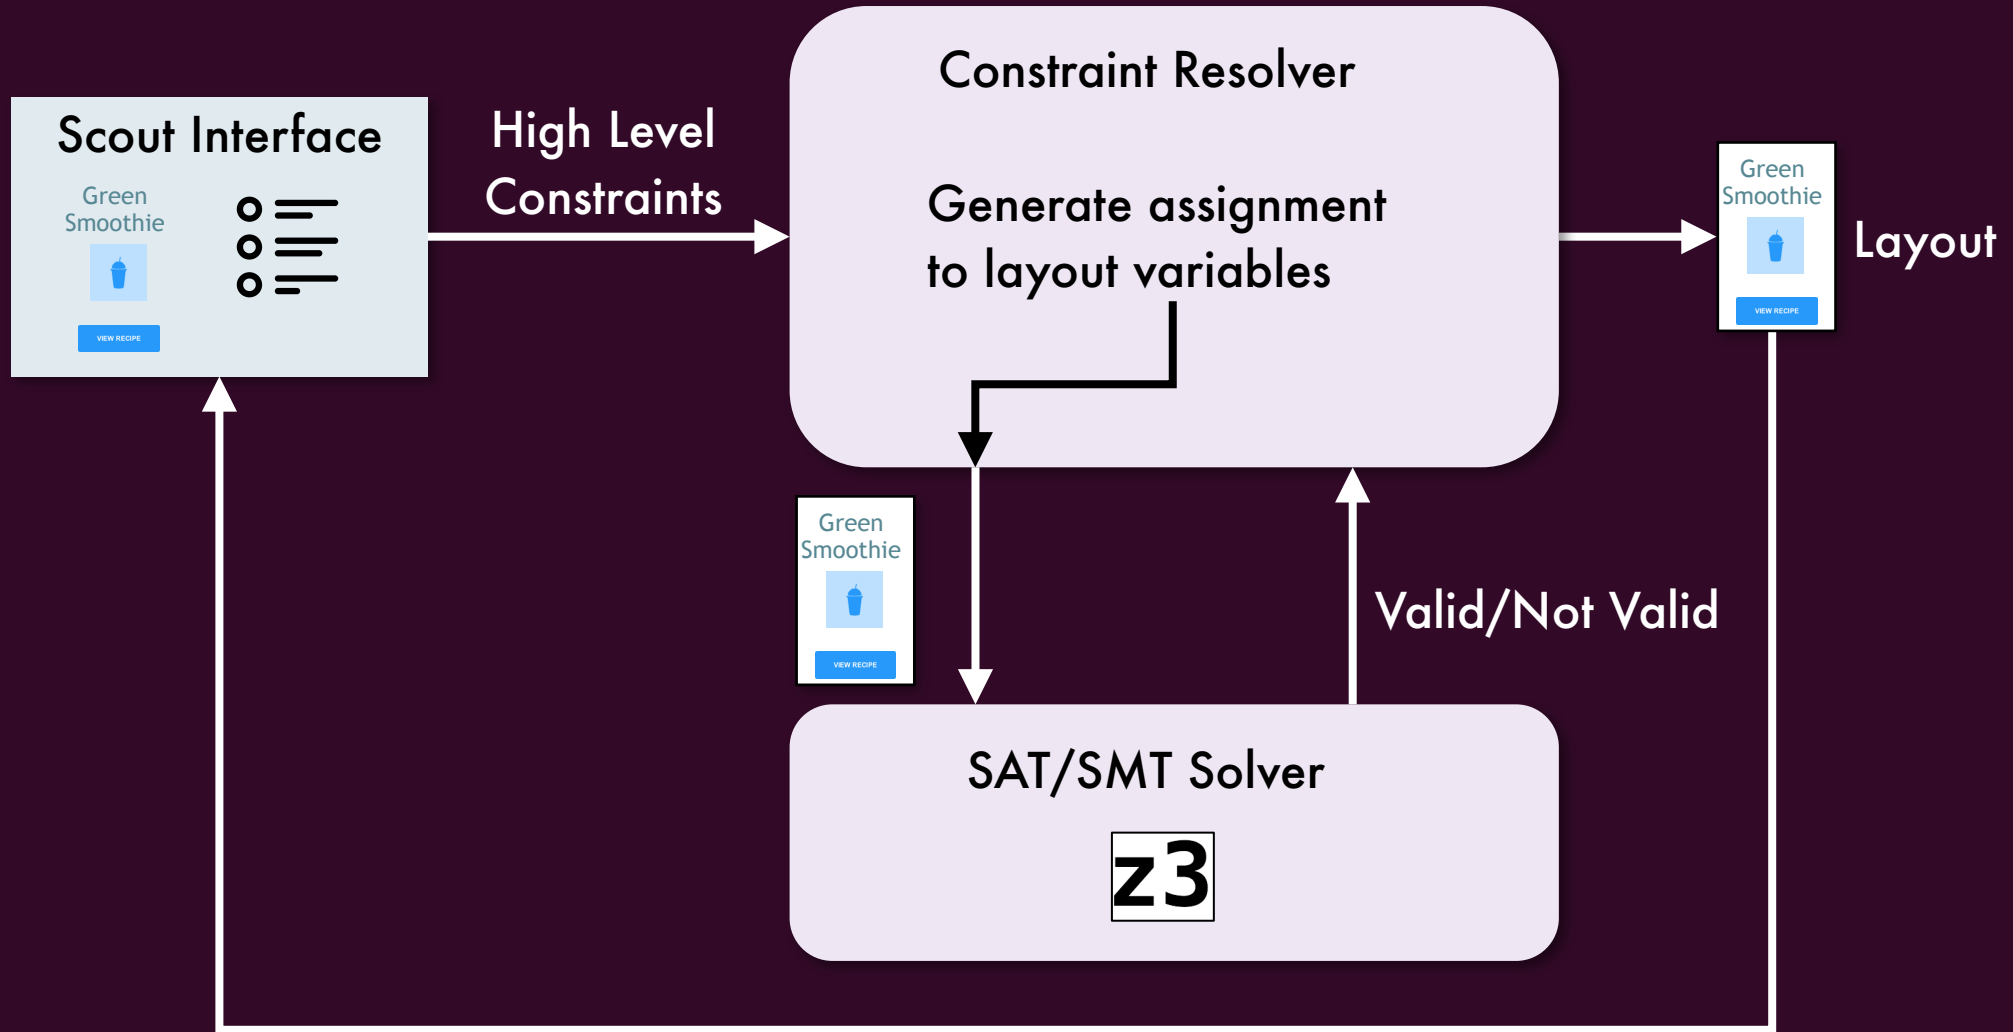 Scout Interface
Green
Smoothie
VIEW RECIPE
High Level
Constraints
Constraint Resolver
Generate assignment
to layout variables
Green
Smoothie
VIEW RECIPE
Layout
Green
Smoothie
VIEW RECIPE
Valid/Not Valid
SAT/SMT Solver
z3